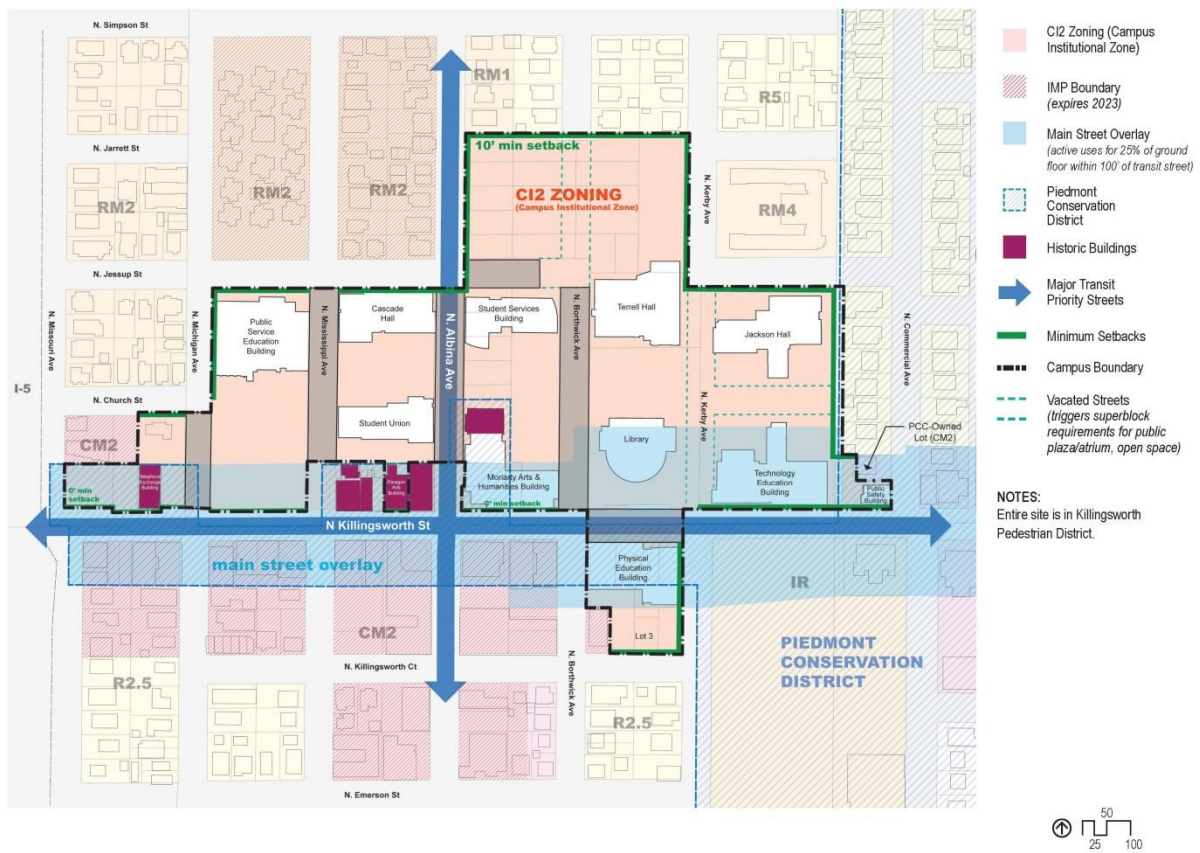 N. Simpson St
RM1
R5
N. Jarrett St
10' min setback
RM2
RM2
RM2
CI2 ZONING
(Campus Institutional Zone)
N. Kerby Ave
RM4
N. Jessup St
N. Missouri Ave
N. Michigan Ave
Public
Service
Education
Building
N. Mississippi Ave
Cascade
Hall
N. Albina Ave
Student Services
Building
N. Borthwick Ave
Terrell Hall
Jackson Hall
N. Commercial Ave
I-5
N. Church St
CM2
Student Union
Library
N. Kerby Ave
PCC-Owned
Lot (CM2)
0' min
setback
Telephone
Exchange
Building
Paragon
Arts
Building
Moriarty Arts &
Humanities Building
0' min setback
Technology
Education
Building
Public
Safety
Building
N Killingsworth St
main street overlay
Physical
Education
Building
IR
CM2
Lot 3
PIEDMONT
CONSERVATION
DISTRICT
N. Killingsworth Ct
N. Borthwick Ave
R2.5
R2.5
N. Emerson St
CI2 Zoning (Campus
Institutional Zone)
IMP Boundary
(expires 2023)
Main Street Overlay
(active uses for 25% of ground
floor within 100' of transit street)
Piedmont
Conservation
District
Historic Buildings
Major Transit
Priority Streets
Minimum Setbacks
Campus Boundary
Vacated Streets
(triggers superblock
requirements for public
plaza/atrium, open space)
NOTES:
Entire site is in Killingsworth
Pedestrian District.
50
25 100